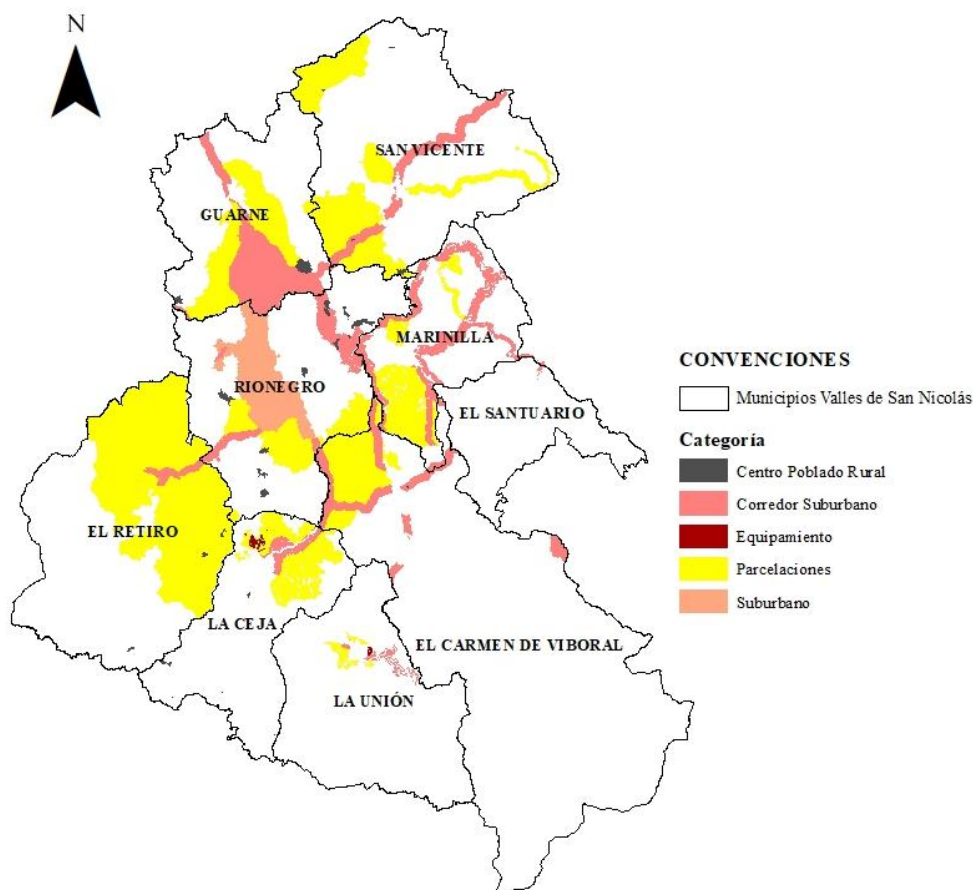 N
SAN VICENTE
GUARNE
MARINILLA
RIONEGRO
EL SANTUARIO
EL RETIRO
LA CEJA
EL CARMEN DE VIBORAL
LA UNIÓN
CONVENCIONES
Municipios Valles de San Nicolás
Categoría
Centro Poblado Rural
Corredor Suburbano
Equipamiento
Parcelaciones
Suburbano